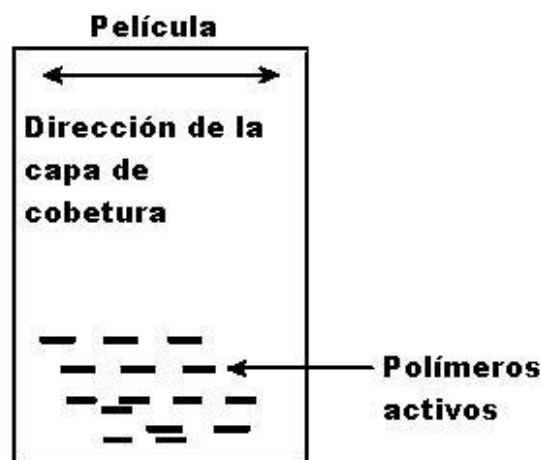 Película
Dirección de la
capa de
cobetura
Polímeros
activos